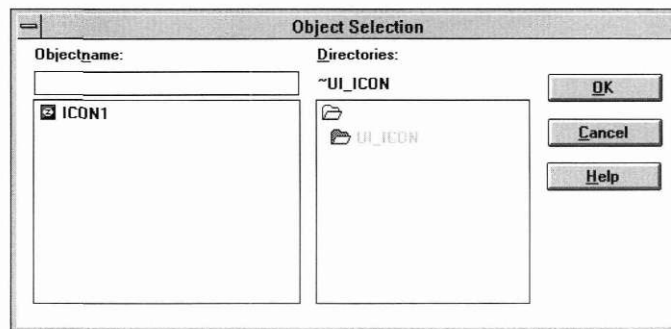 Object Selection
Objectname:
ICON1
Directories:
~UI_ICON
UI_ICON
OK
Cancel
Help